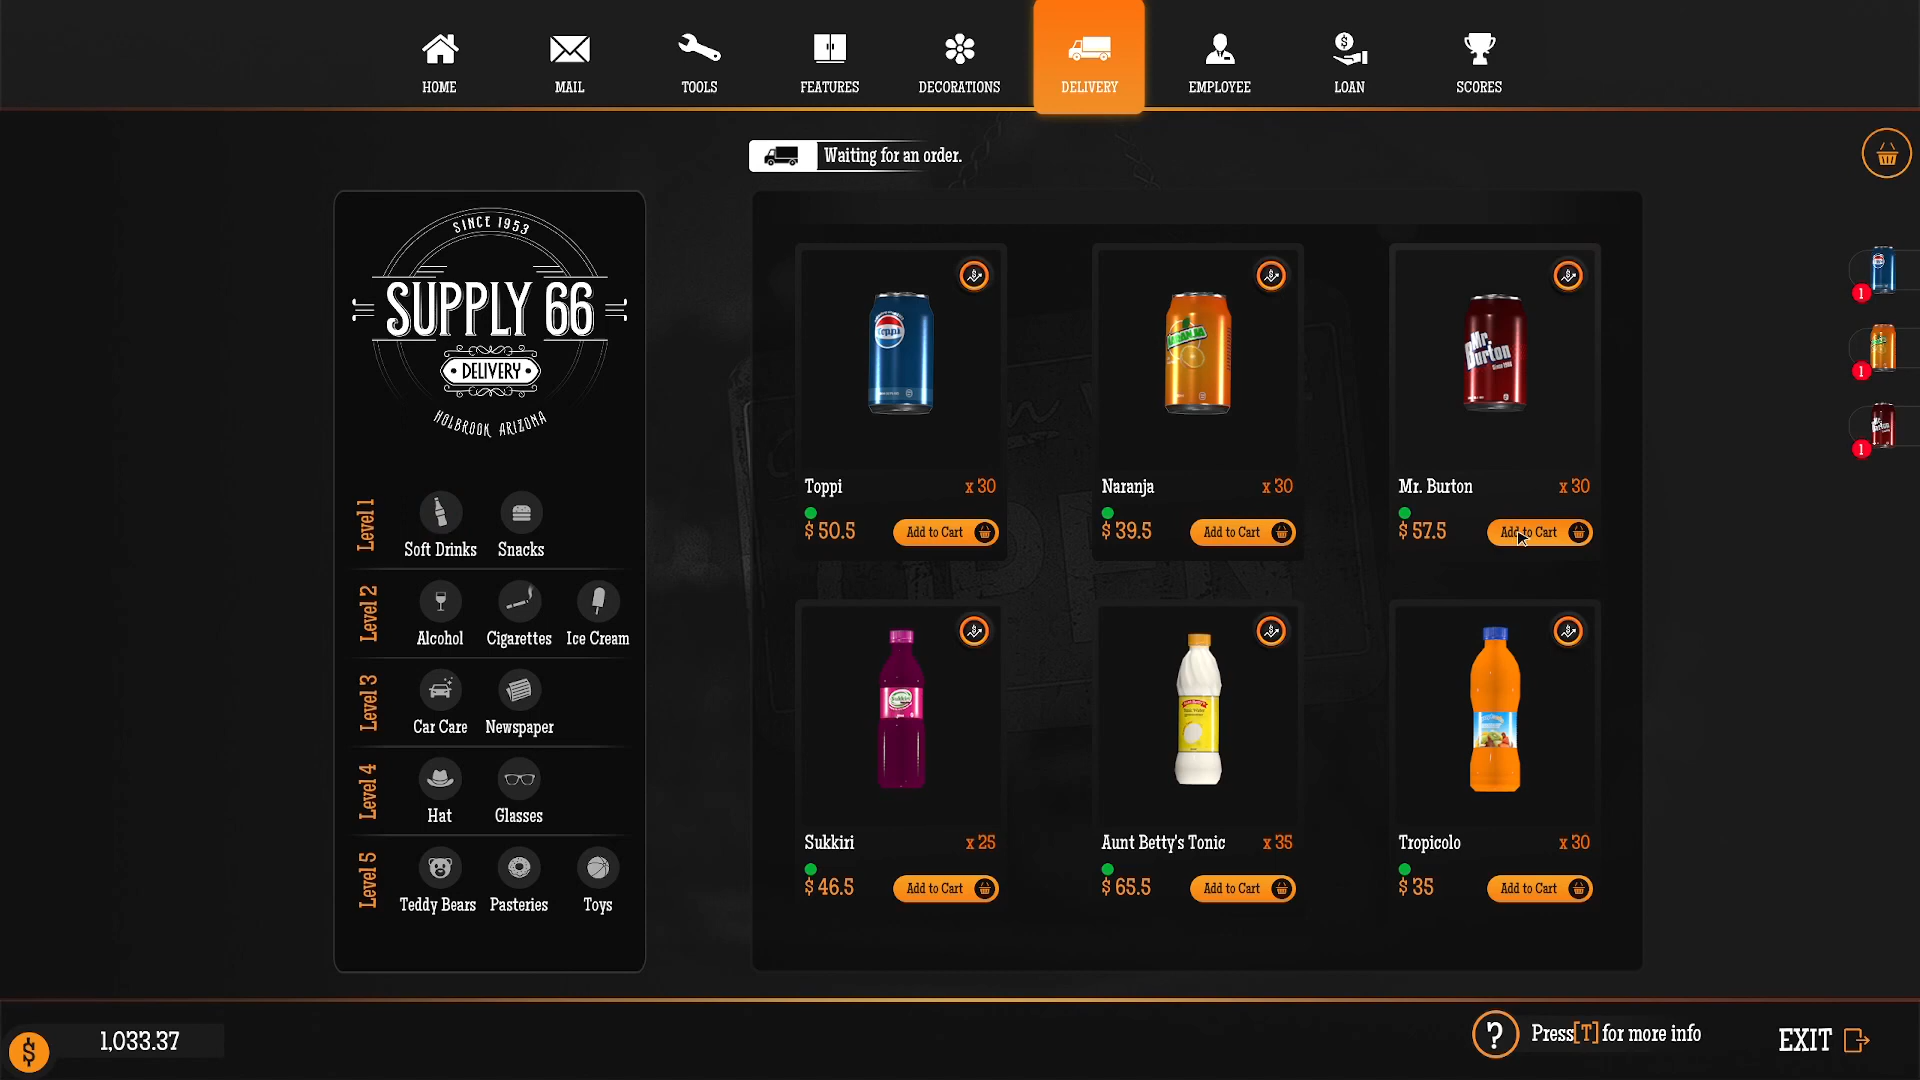 HOME
MAIL
TOOLS
FEATURES
DECORATIONS
DELIVERY
EMPLOYEE
LOAN
SCORES
Waiting for an order.
SINCE 1953
SUPPLY 66
• DELIVERY •
HOLBROOK ARIZONA
Level 1
Soft Drinks
Snacks
Level 2
Alcohol
Cigarettes
Ice Cream
Level 3
Car Care
Newspaper
Level 4
Hat
Glasses
Level 5
Teddy Bears
Pasteries
Toys
Toppi
NARANJA
Mr.
Burton
Toppi x 30
$ 50.5 Add to Cart
Naranja x 30
$ 39.5 Add to Cart
Mr. Burton x 30
$ 57.5 Add to Cart
Sukkiri
Sukkiri x 25
$ 46.5 Add to Cart
Aunt Betty's Tonic x 35
$ 65.5 Add to Cart
Tropicolo x 30
$ 35 Add to Cart
1
1
1
$ 1,033.37
? Press[T]for more info
EXIT